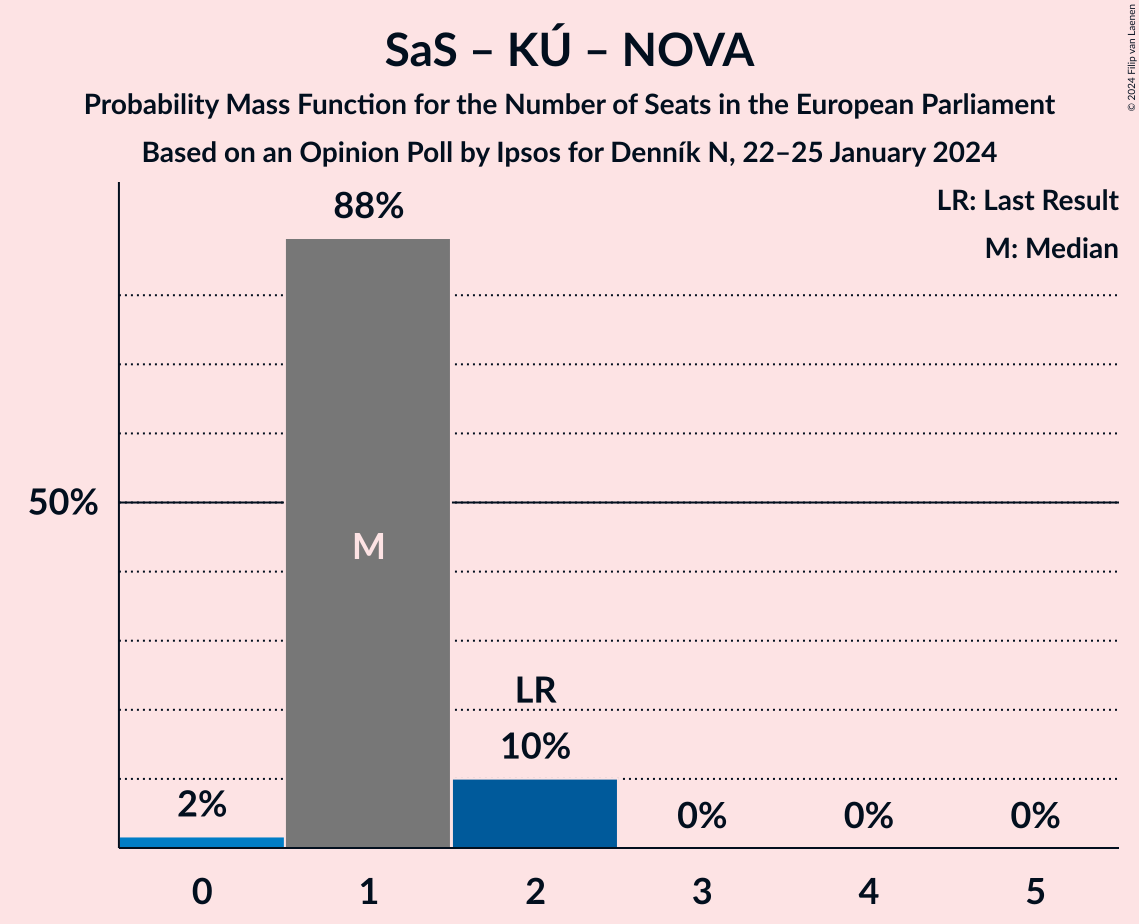 SaS – KÚ – NOVA
Probability Mass Function for the Number of Seats in the European Parliament
Based on an Opinion Poll by Ipsos for Denník N, 22–25 January 2024
© 2024 Filip van Laenen
LR: Last Result
M: Median
88%
50%
M
LR
10%
2%
0%
0%
0%
0
1
2
3
4
5